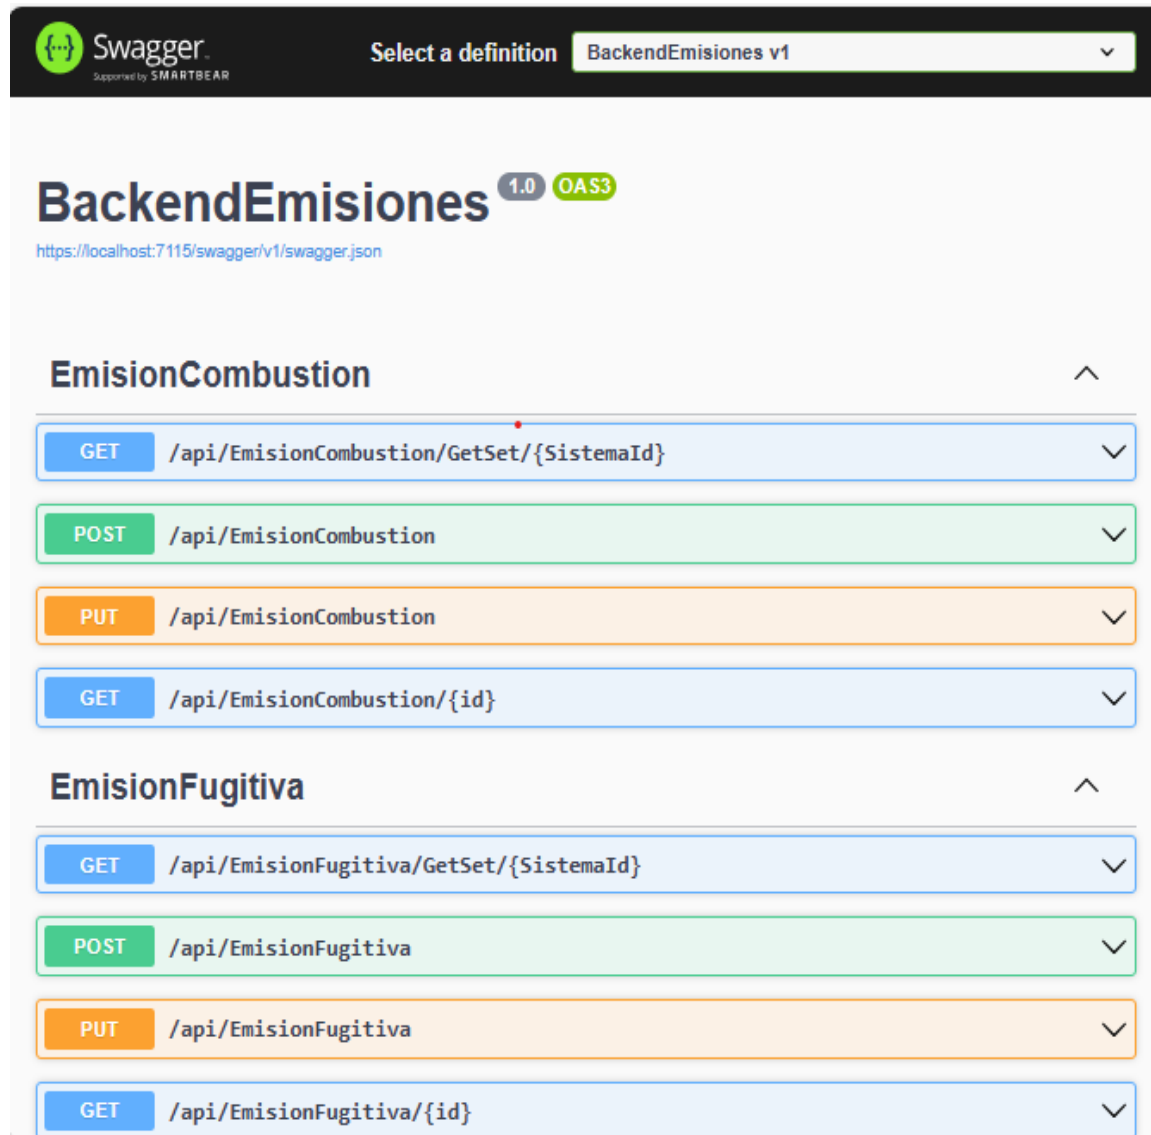 Swagger.
Supported by SMARTBEAR
Select a definition
BackendEmisiones v1
BackendEmisiones 1.0 OAS3
https://localhost:7115/swagger/v1/swagger.json
EmisionCombustion
GET /api/EmisionCombustion/GetSet/{SistemaId}
POST /api/EmisionCombustion
PUT /api/EmisionCombustion
GET /api/EmisionCombustion/{id}
EmisionFugitiva
GET /api/EmisionFugitiva/GetSet/{SistemaId}
POST /api/EmisionFugitiva
PUT /api/EmisionFugitiva
GET /api/EmisionFugitiva/{id}